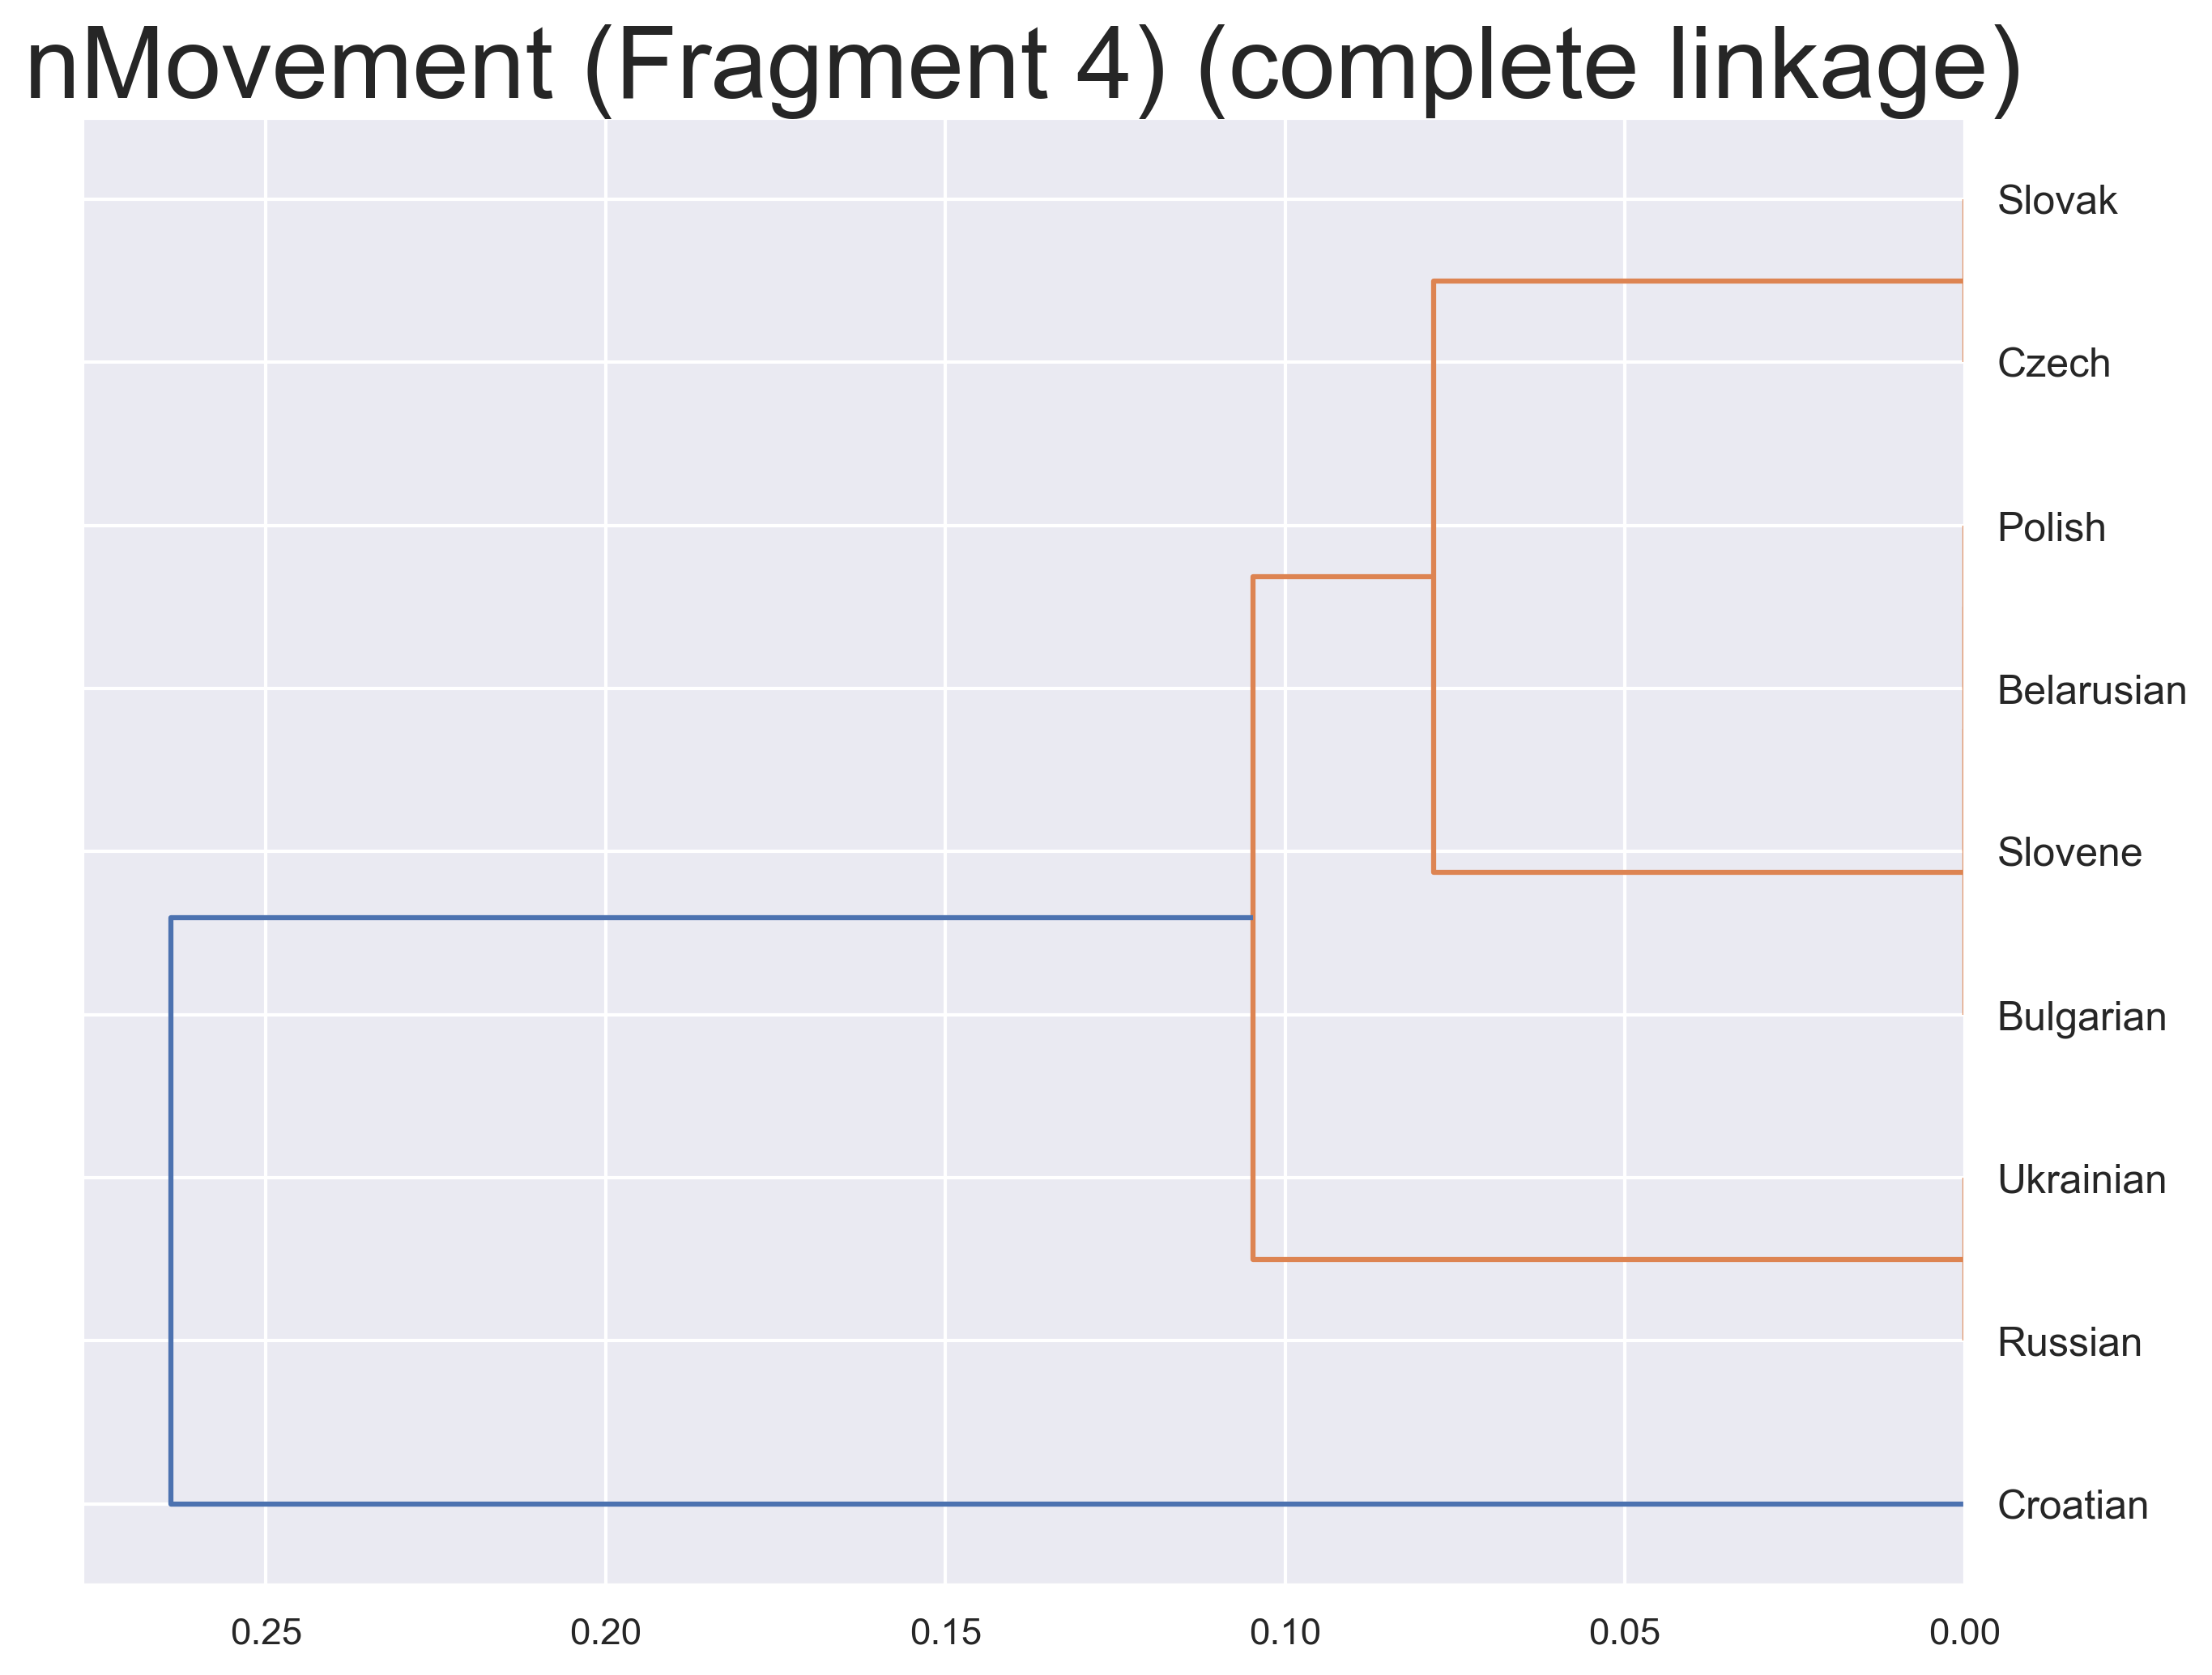 nMovement (Fragment 4) (complete linkage)
Slovak
Czech
Polish
Belarusian
Slovene
Bulgarian
Ukrainian
Russian
Croatian
0.25 0.20 0.15 0.10 0.05 0.00